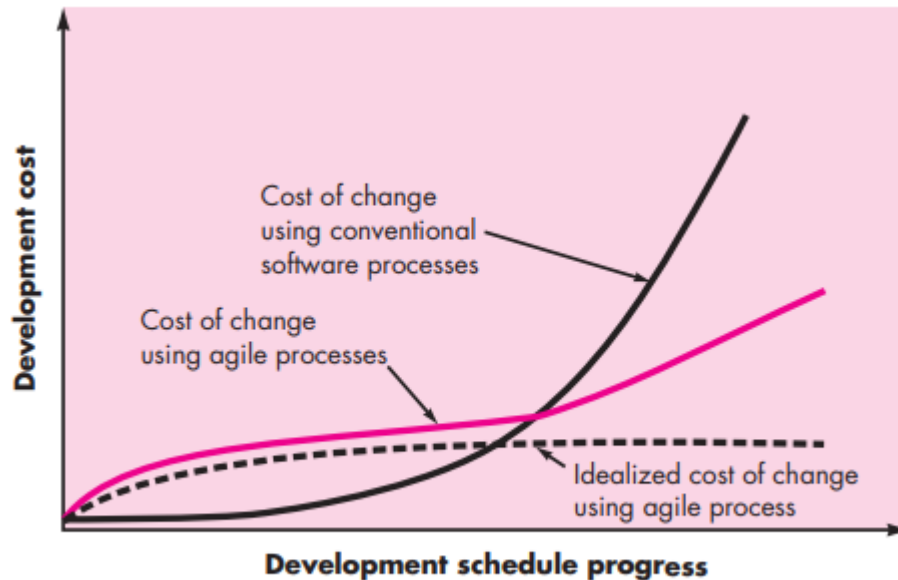 Development cost
Cost of change
using conventional
software processes
Cost of change
using agile processes
Idealized cost of change
using agile process
Development schedule progress